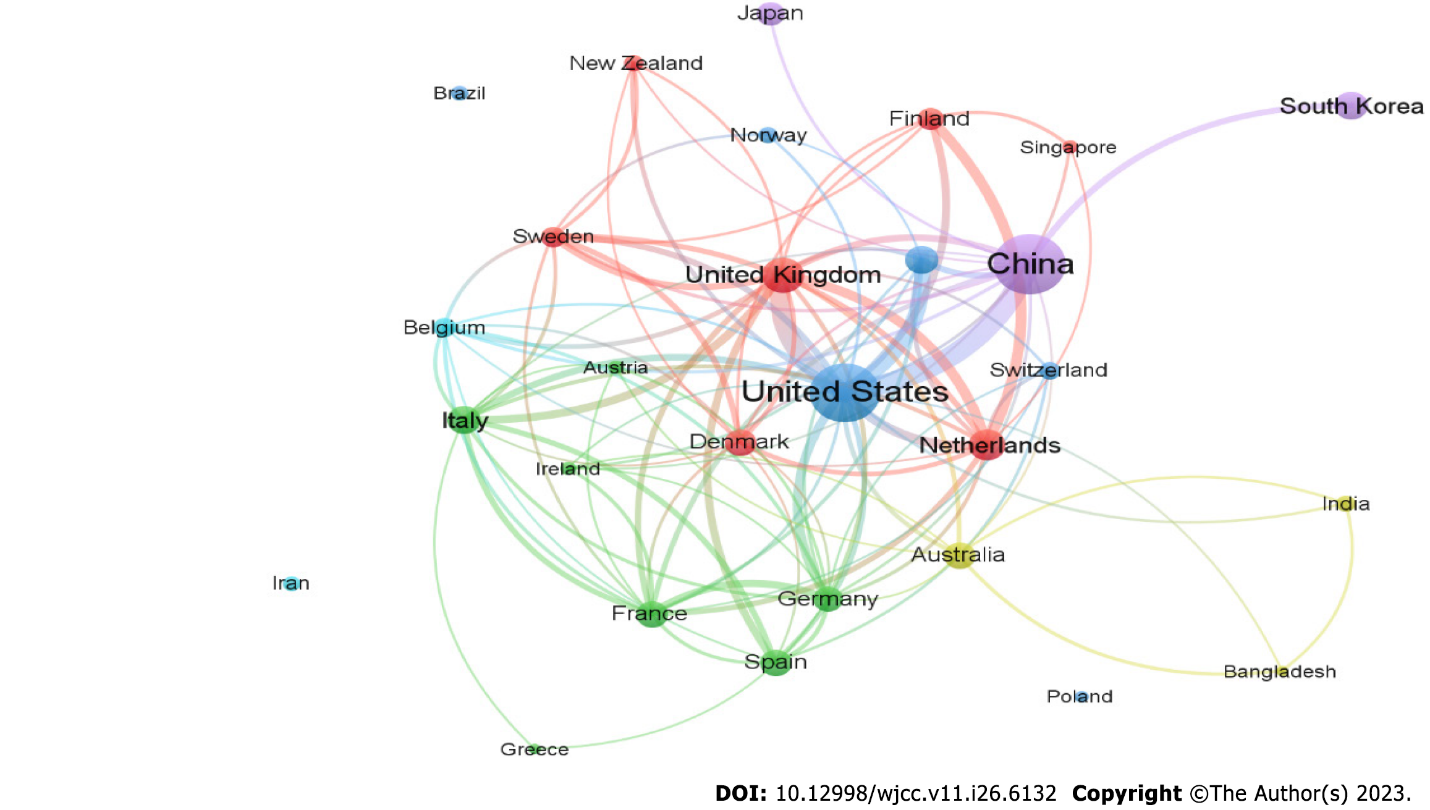 Japan
New Zealand
Brazil
South Korea
Finland
Norway
Singapore
Sweden
United Kingdom
China
Belgium
Austria
Switzerland
United States
Italy
Denmark
Netherlands
Ireland
India
Australia
Iran
Germany
France
Spain
Bangladesh
Poland
Greece
DOI: 10.12998/wjcc.v11.i26.6132 Copyright ©The Author(s) 2023.